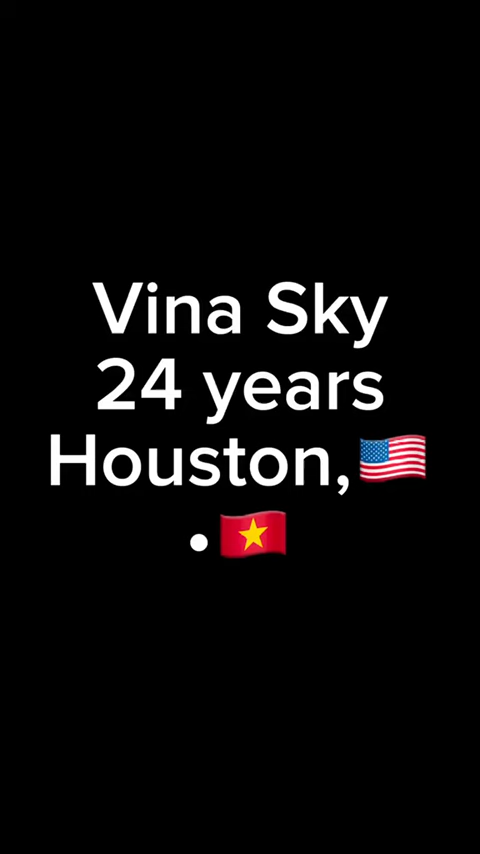 Vina Sky
24 years
Houston,🇺🇸
•🇻🇳